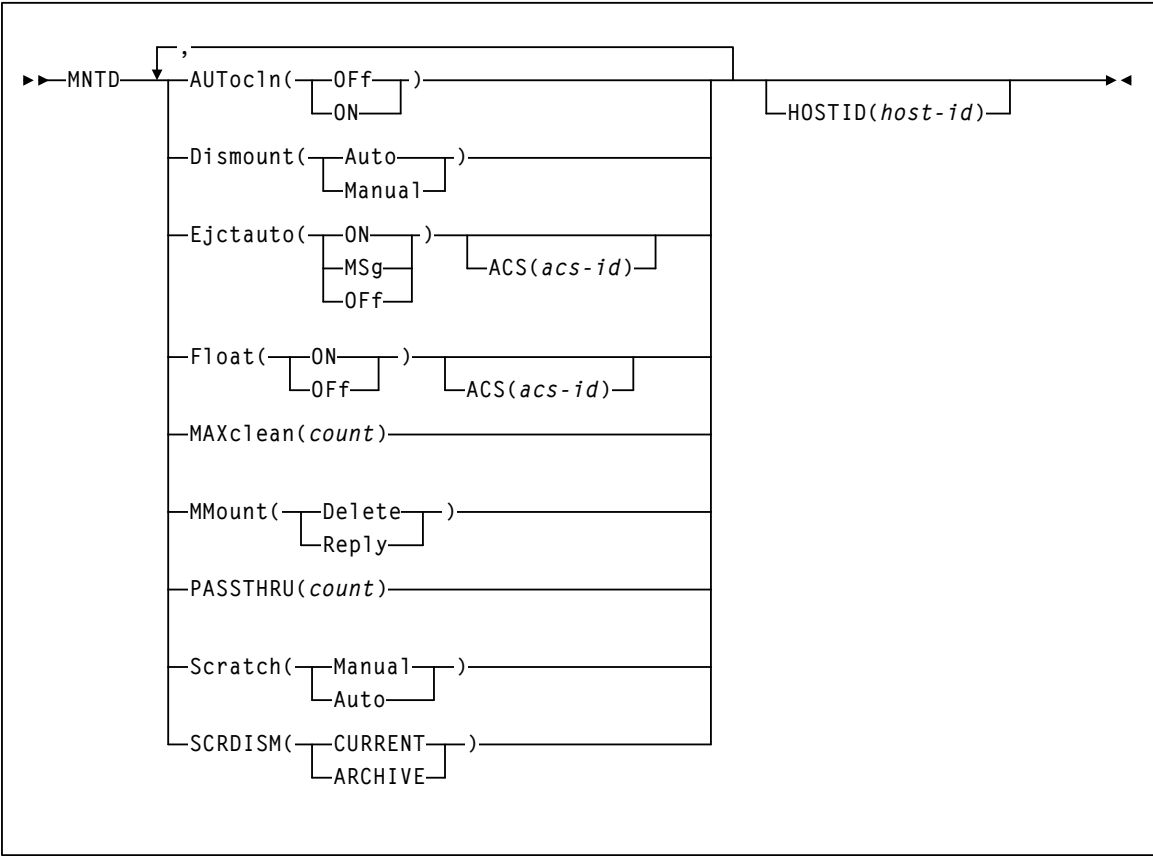 ,
MNTD AUTocln( OFf ) HOSTID(host-id)
ON
Dismount( Auto )
Manual
Ejctauto( ON ) ACS(acs-id)
MSg
OFf
Float( ON ) ACS(acs-id)
OFf
MAXclean(count)
MMount( Delete )
Reply
PASSTHRU(count)
Scratch( Manual )
Auto
SCRDISM( CURRENT )
ARCHIVE